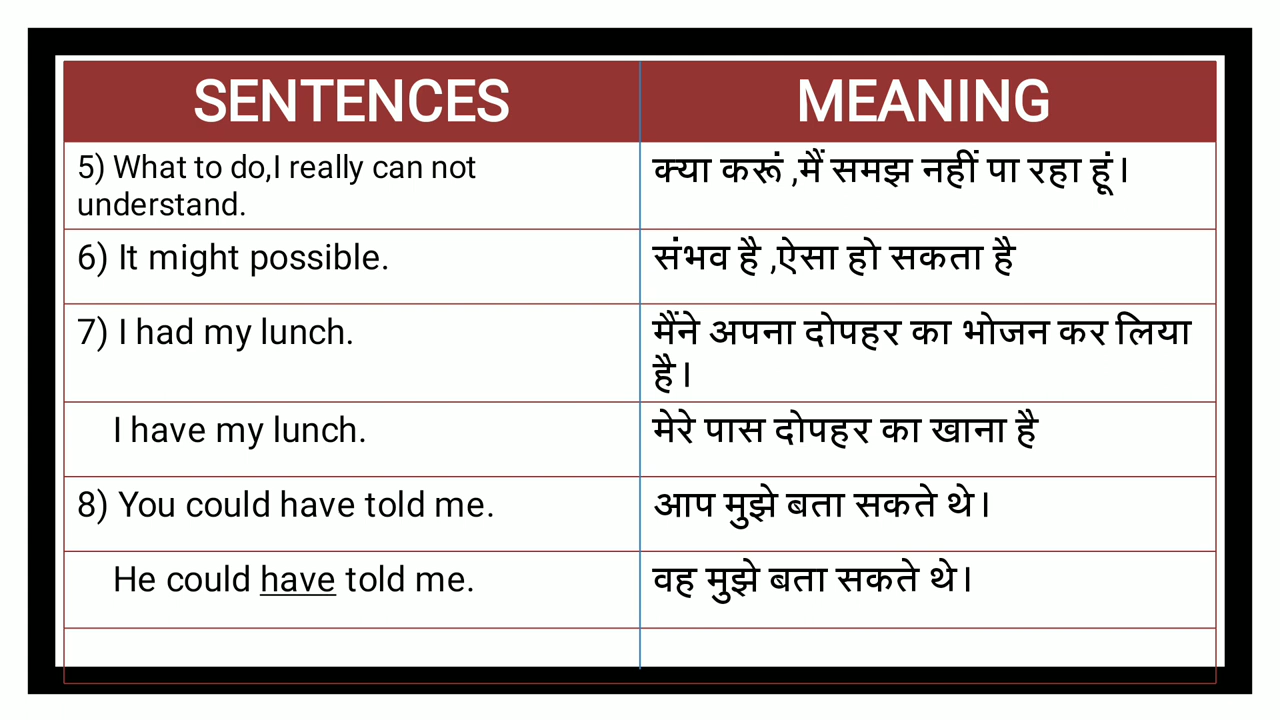 SENTENCES MEANING
5) What to do,I really can not
understand.
क्या करूं ,मैं समझ नहीं पा रहा हूं।
6) It might possible.
संभव है ,ऐसा हो सकता है
7) I had my lunch.
मैंने अपना दोपहर का भोजन कर लिया
है।
I have my lunch.
मेरे पास दोपहर का खाना है
8) You could have told me.
आप मुझे बता सकते थे।
He could have told me.
वह मुझे बता सकते थे।